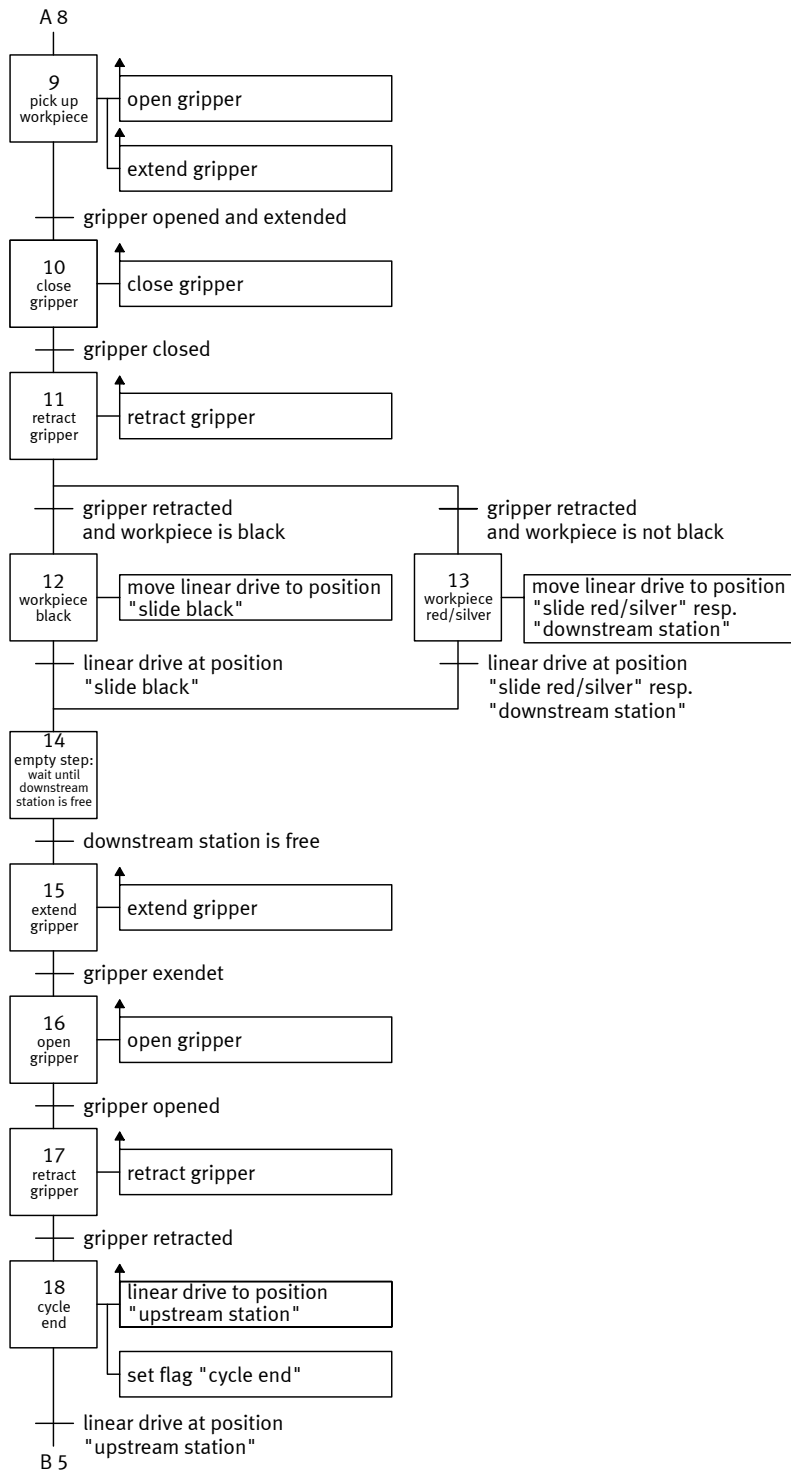 A 8
9
pick up
workpiece
open gripper
extend gripper
gripper opened and extended
10
close
gripper
close gripper
gripper closed
11
retract
gripper
retract gripper
gripper retracted
and workpiece is black
gripper retracted
and workpiece is not black
12
workpiece
black
move linear drive to position
"slide black"
13
workpiece
red/silver
move linear drive to position
"slide red/silver" resp.
"downstream station"
linear drive at position
"slide black"
linear drive at position
"slide red/silver" resp.
"downstream station"
14
empty step:
wait until
downstream
station is free
downstream station is free
15
extend
gripper
extend gripper
gripper exendet
16
open
gripper
open gripper
gripper opened
17
retract
gripper
retract gripper
gripper retracted
18
cycle
end
linear drive to position
"upstream station"
set flag "cycle end"
linear drive at position
"upstream station"
B 5